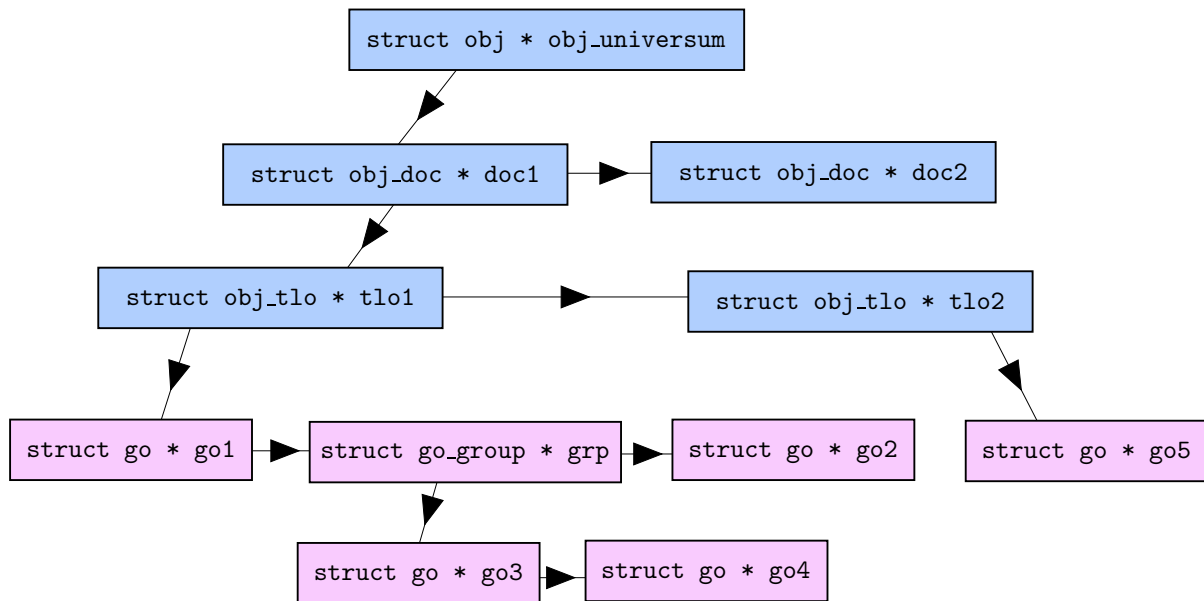 struct obj * obj_universum
struct obj_doc * doc1
struct obj_doc * doc2
struct obj_tlo * tlo1
struct obj_tlo * tlo2
struct go * go1
struct go_group * grp
struct go * go2
struct go * go5
struct go * go3
struct go * go4